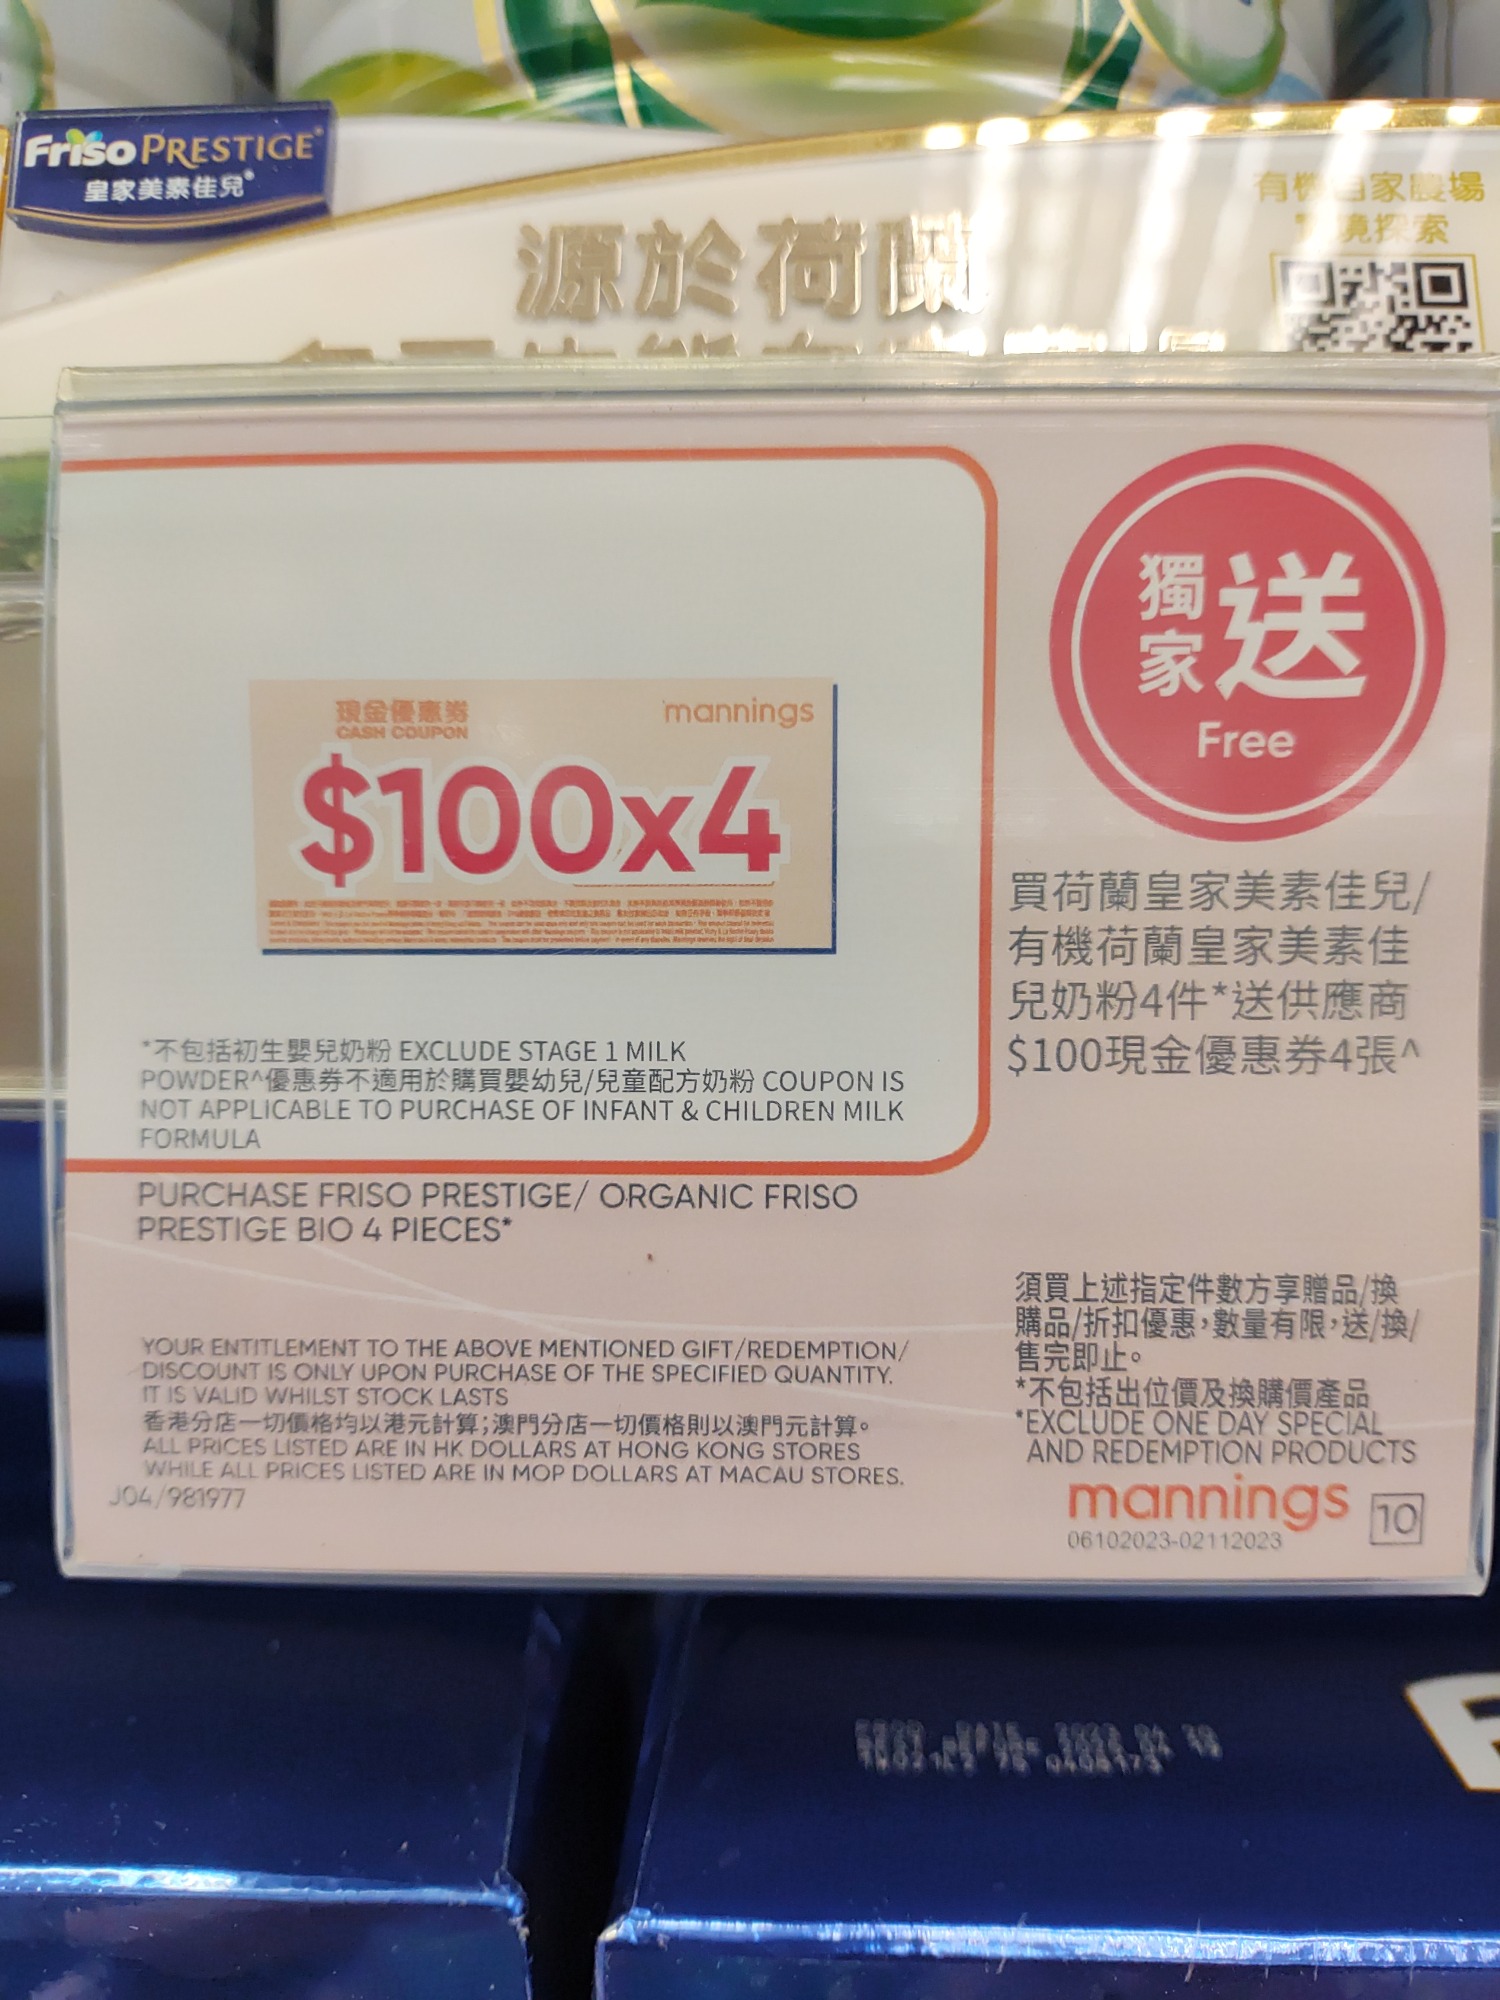 Friso PRESTIGE®
皇家美素佳兒®
有機自家農場
探索
源於荷蘭
獨家送
Free
現金優惠券
CASH COUPON
mannings
$100x4
買荷蘭皇家美素佳兒/
有機荷蘭皇家美素佳
兒奶粉4件*送供應商
$100現金優惠券4張^
*不包括初生嬰兒奶粉 EXCLUDE STAGE 1 MILK
POWDER^優惠券不適用於購買嬰幼兒/兒童配方奶粉 COUPON IS
NOT APPLICABLE TO PURCHASE OF INFANT & CHILDREN MILK
FORMULA
PURCHASE FRISO PRESTIGE/ ORGANIC FRISO
PRESTIGE BIO 4 PIECES*
YOUR ENTITLEMENT TO THE ABOVE MENTIONED GIFT/REDEMPTION/
DISCOUNT IS ONLY UPON PURCHASE OF THE SPECIFIED QUANTITY.
IT IS VALID WHILST STOCK LASTS
香港分店一切價格均以港元計算；澳門分店一切價格則以澳門元計算。
ALL PRICES LISTED ARE IN HK DOLLARS AT HONG KONG STORES
WHILE ALL PRICES LISTED ARE IN MOP DOLLARS AT MACAU STORES.
J04/981977
須買上述指定件數方享贈品/換
購品/折扣優惠，數量有限，送/換/
售完即止。
*不包括出位價及換購價產品
*EXCLUDE ONE DAY SPECIAL
AND REDEMPTION PRODUCTS
mannings
10
06102023-02112023